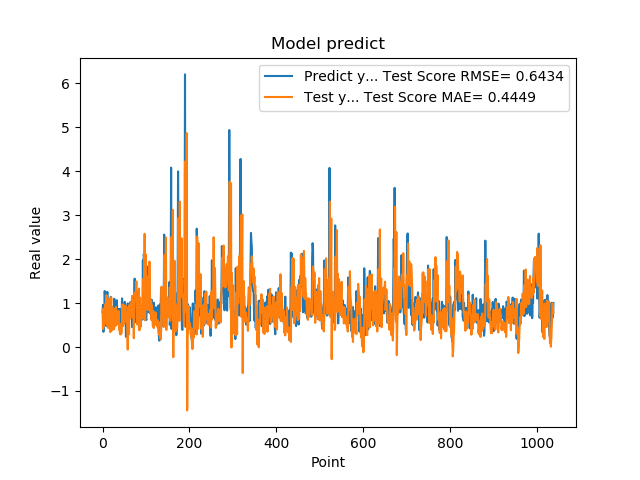 Model predict
Predict y... Test Score RMSE= 0.6434
Test y... Test Score MAE= 0.4449
6
5
4
3
2
1
0
−1
Real value
0 200 400 600 800 1000
Point